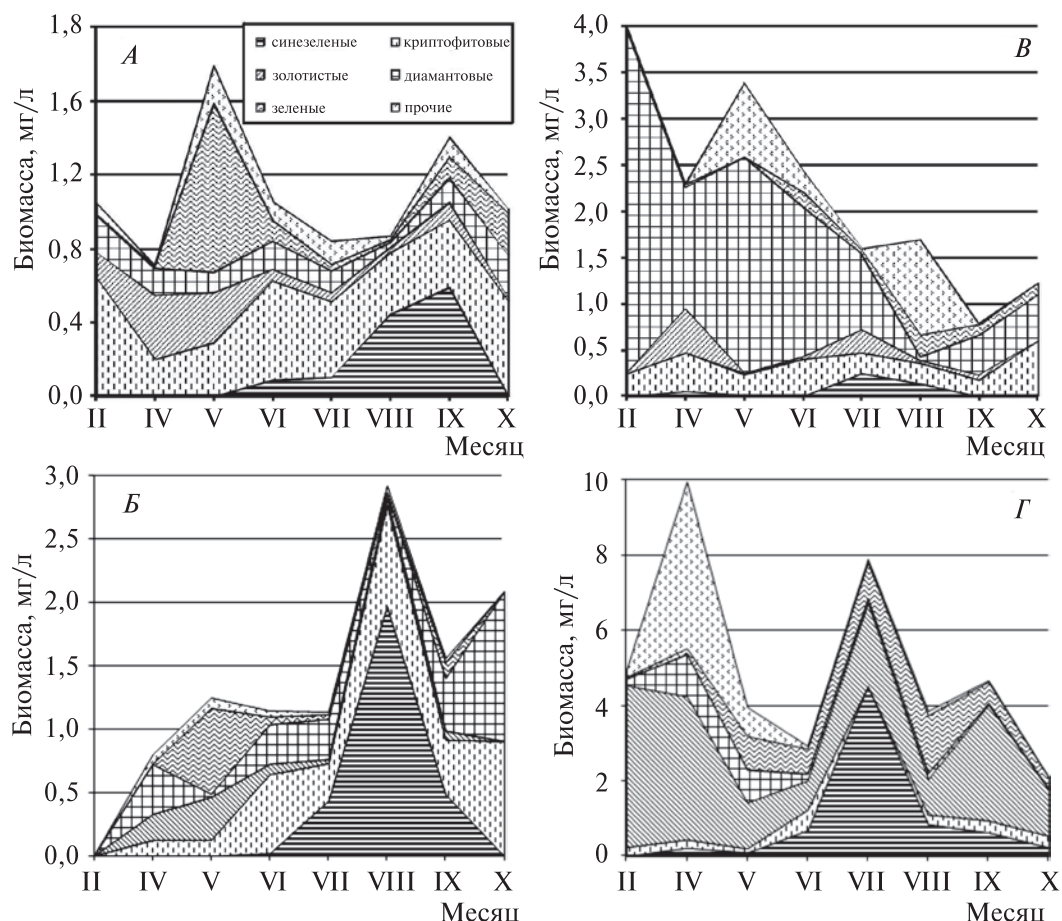 А
Биомасса, мг/л
1,8
1,6
1,2
0,8
0,4
0,0
синезеленые
криптофитовые
золотистые
диамантовые
зеленые
прочие
II IV V VI VII VIII IX X
Месяц
В
Биомасса, мг/л
4,0
3,5
3,0
2,5
2,0
1,5
1,0
0,5
0,0
II IV V VI VII VIII IX X
Месяц
Б
Биомасса, мг/л
3,0
2,5
2,0
1,5
1,0
0,5
0,0
II IV V VI VII VIII IX X
Месяц
Г
Биомасса, мг/л
10
8
6
4
2
0
II IV V VI VII VIII IX X
Месяц